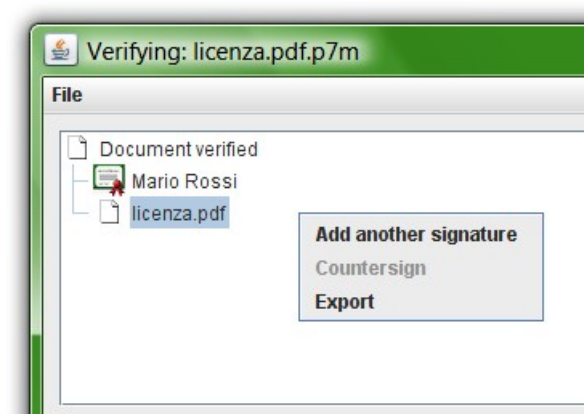 Verifying: licenza.pdf.p7m
File
Document verified
Mario Rossi
licenza.pdf
Add another signature
Countersign
Export